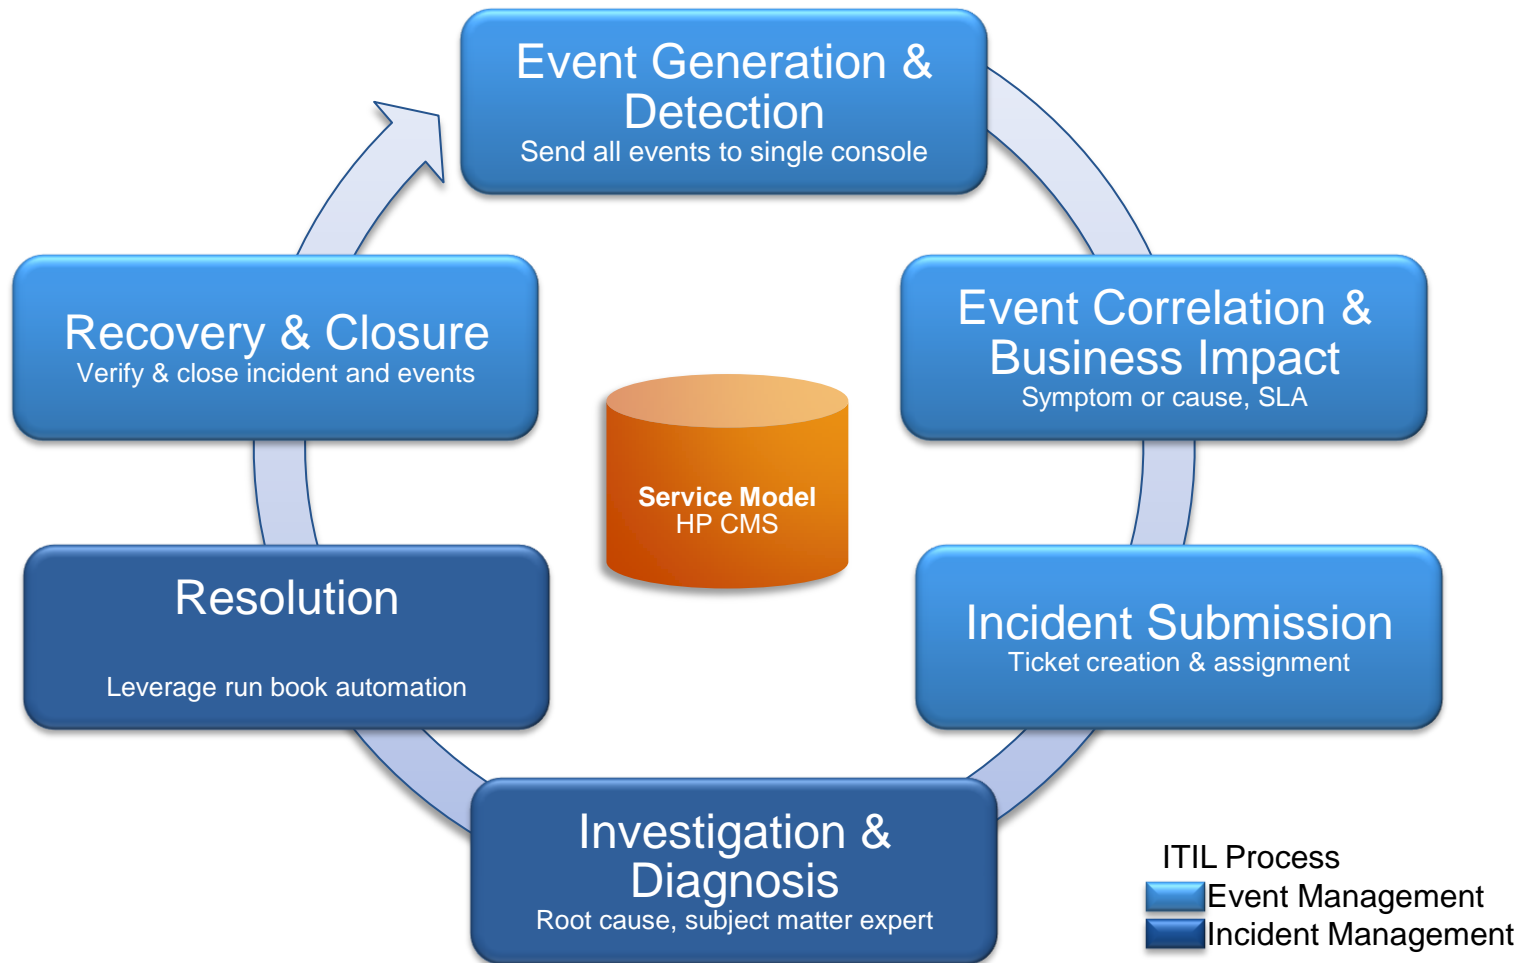 Event Generation &
Detection
Send all events to single console
Event Correlation &
Business Impact
Symptom or cause, SLA
Incident Submission
Ticket creation & assignment
Investigation &
Diagnosis
Root cause, subject matter expert
Resolution
Leverage run book automation
Recovery & Closure
Verify & close incident and events
Service Model
HP CMS
ITIL Process
Event Management
Incident Management